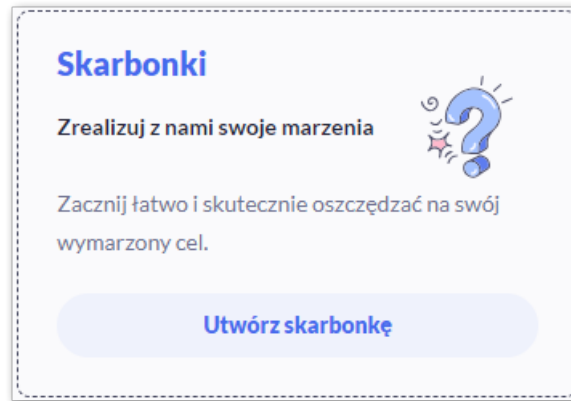 Skarbonki
Zrealizuj z nami swoje marzenia
Zacznij łatwo i skutecznie oszczędzać na swój
wymarzony cel.
Utwórz skarbonkę